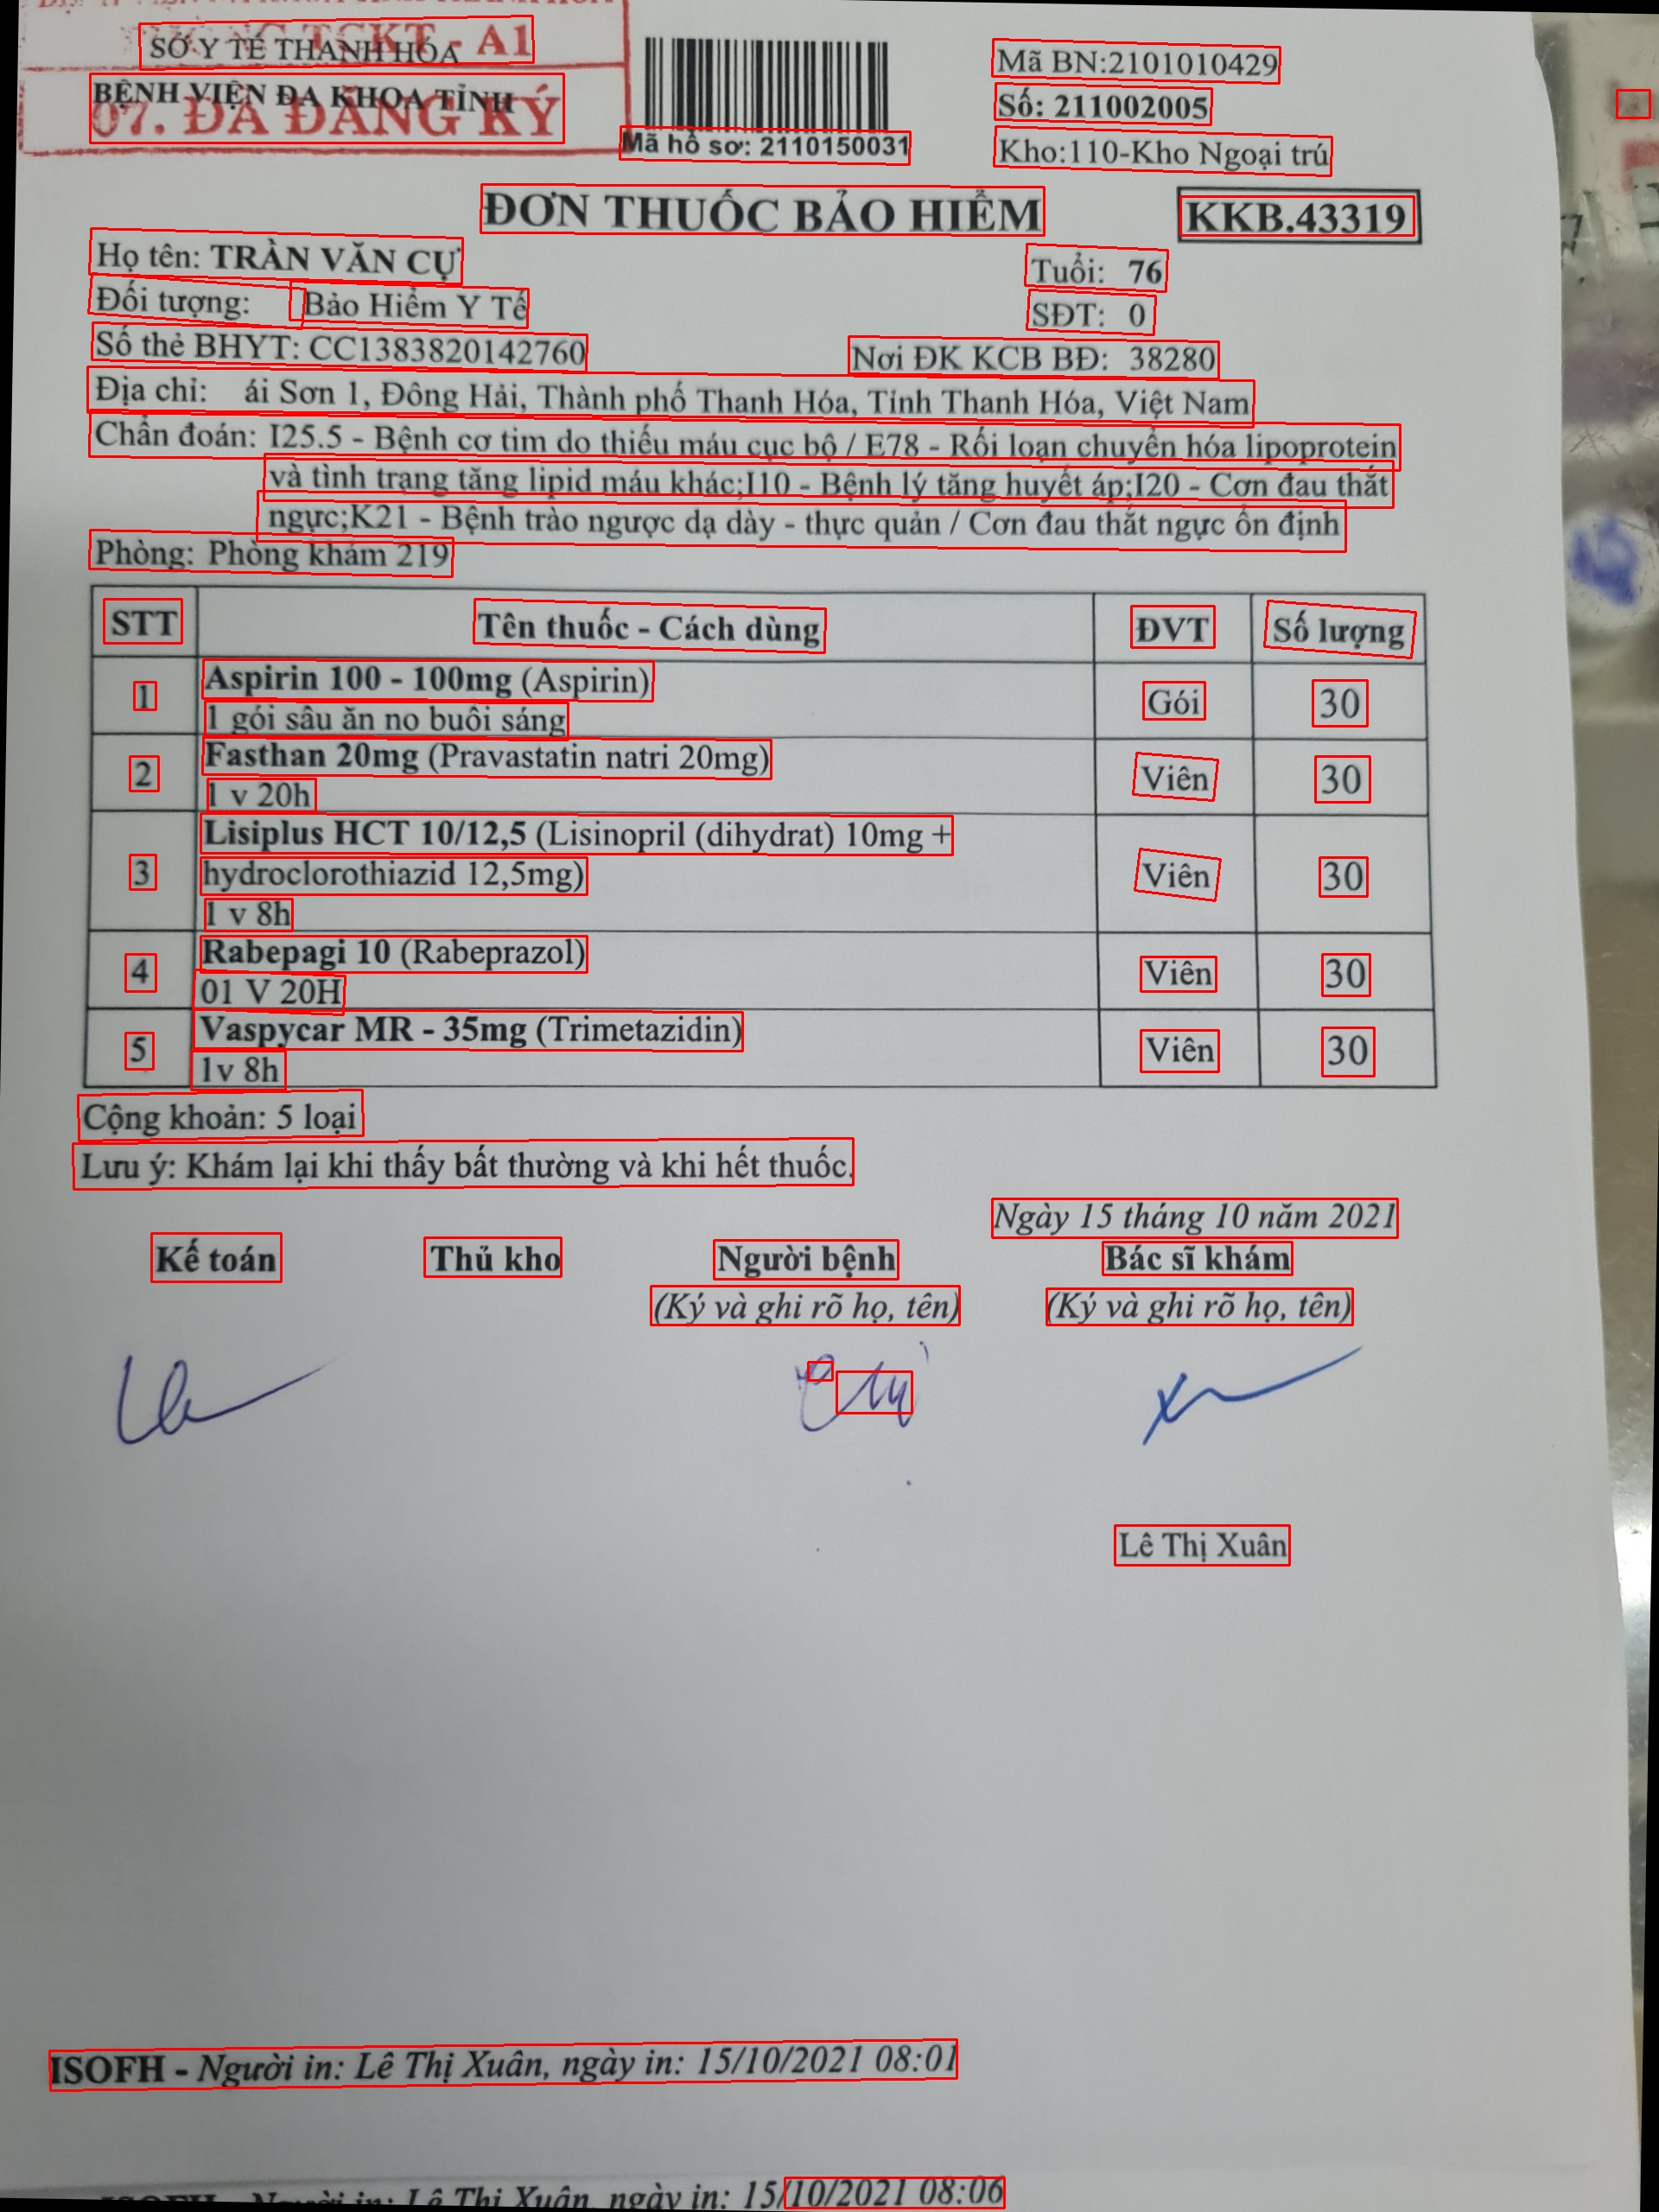 TCKT - A1
SỞ Y TẾ THANH HÓA
BỆNH VIỆN ĐA KHOA TỈNH
07. ĐÃ ĐĂNG KÝ
Mã hồ sơ: 2110150031
Mã BN:2101010429
Số: 211002005
Kho:110-Kho Ngoại trú
ĐƠN THUỐC BẢO HIỂM KKB.43319
Họ tên: TRẦN VĂN CỰ Tuổi: 76
Đối tượng: Bảo Hiểm Y Tế SĐT: 0
Số thẻ BHYT: CC1383820142760 Nơi ĐK KCB BĐ: 38280
Địa chỉ: ái Sơn 1, Đông Hải, Thành phố Thanh Hóa, Tỉnh Thanh Hóa, Việt Nam
Chẩn đoán: I25.5 - Bệnh cơ tim do thiếu máu cục bộ / E78 - Rối loạn chuyển hóa lipoprotein
và tình trạng tăng lipid máu khác;I10 - Bệnh lý tăng huyết áp;I20 - Cơn đau thắt
ngực;K21 - Bệnh trào ngược dạ dày - thực quản / Cơn đau thắt ngực ổn định
Phòng: Phòng khám 219
STT Tên thuốc - Cách dùng ĐVT Số lượng
1 Aspirin 100 - 100mg (Aspirin) Gói 30
1 gói sâu ăn no buổi sáng
2 Fasthan 20mg (Pravastatin natri 20mg) Viên 30
1 v 20h
3 Lisiplus HCT 10/12,5 (Lisinopril (dihydrat) 10mg + Viên 30
hydroclorothiazid 12,5mg)
1 v 8h
4 Rabepagi 10 (Rabeprazol) Viên 30
01 V 20H
5 Vaspycar MR - 35mg (Trimetazidin) Viên 30
1v 8h
Cộng khoản: 5 loại
Lưu ý: Khám lại khi thấy bất thường và khi hết thuốc.
Ngày 15 tháng 10 năm 2021
Kế toán Thủ kho Người bệnh Bác sĩ khám
(Ký và ghi rõ họ, tên) (Ký và ghi rõ họ, tên)
Lê Thị Xuân
ISOFH - Người in: Lê Thị Xuân, ngày in: 15/10/2021 08:01
ISOFH - Người in: Lê Thị Xuân, ngày in: 15/10/2021 08:06